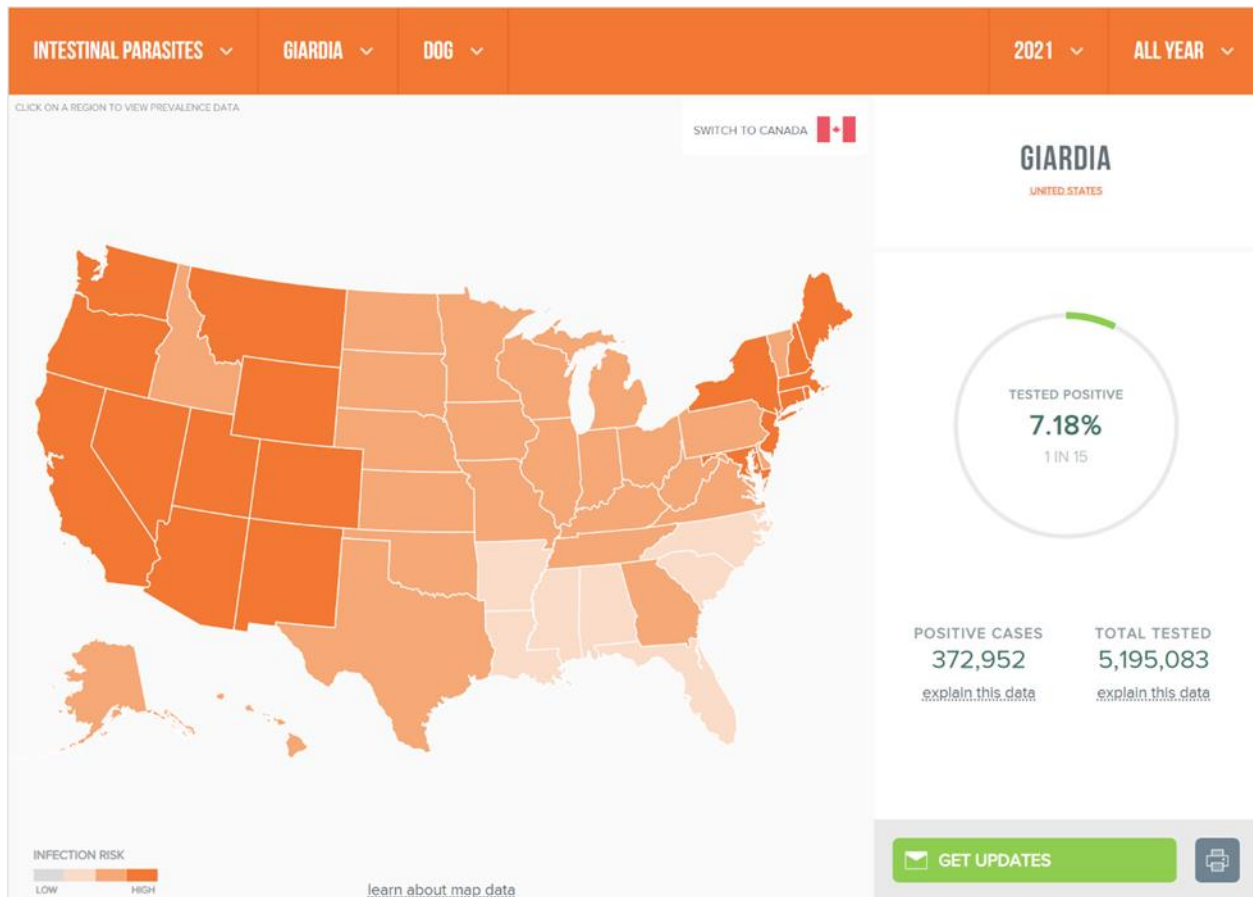 INTESTINAL PARASITES
GIARDIA
DOG
2021
ALL YEAR
CLICK ON A REGION TO VIEW PREVALENCE DATA
SWITCH TO CANADA
GIARDIA
UNITED STATES
TESTED POSITIVE
7.18%
1 IN 15
POSITIVE CASES
372,952
explain this data
TOTAL TESTED
5,195,083
explain this data
INFECTION RISK
LOW
HIGH
learn about map data
GET UPDATES